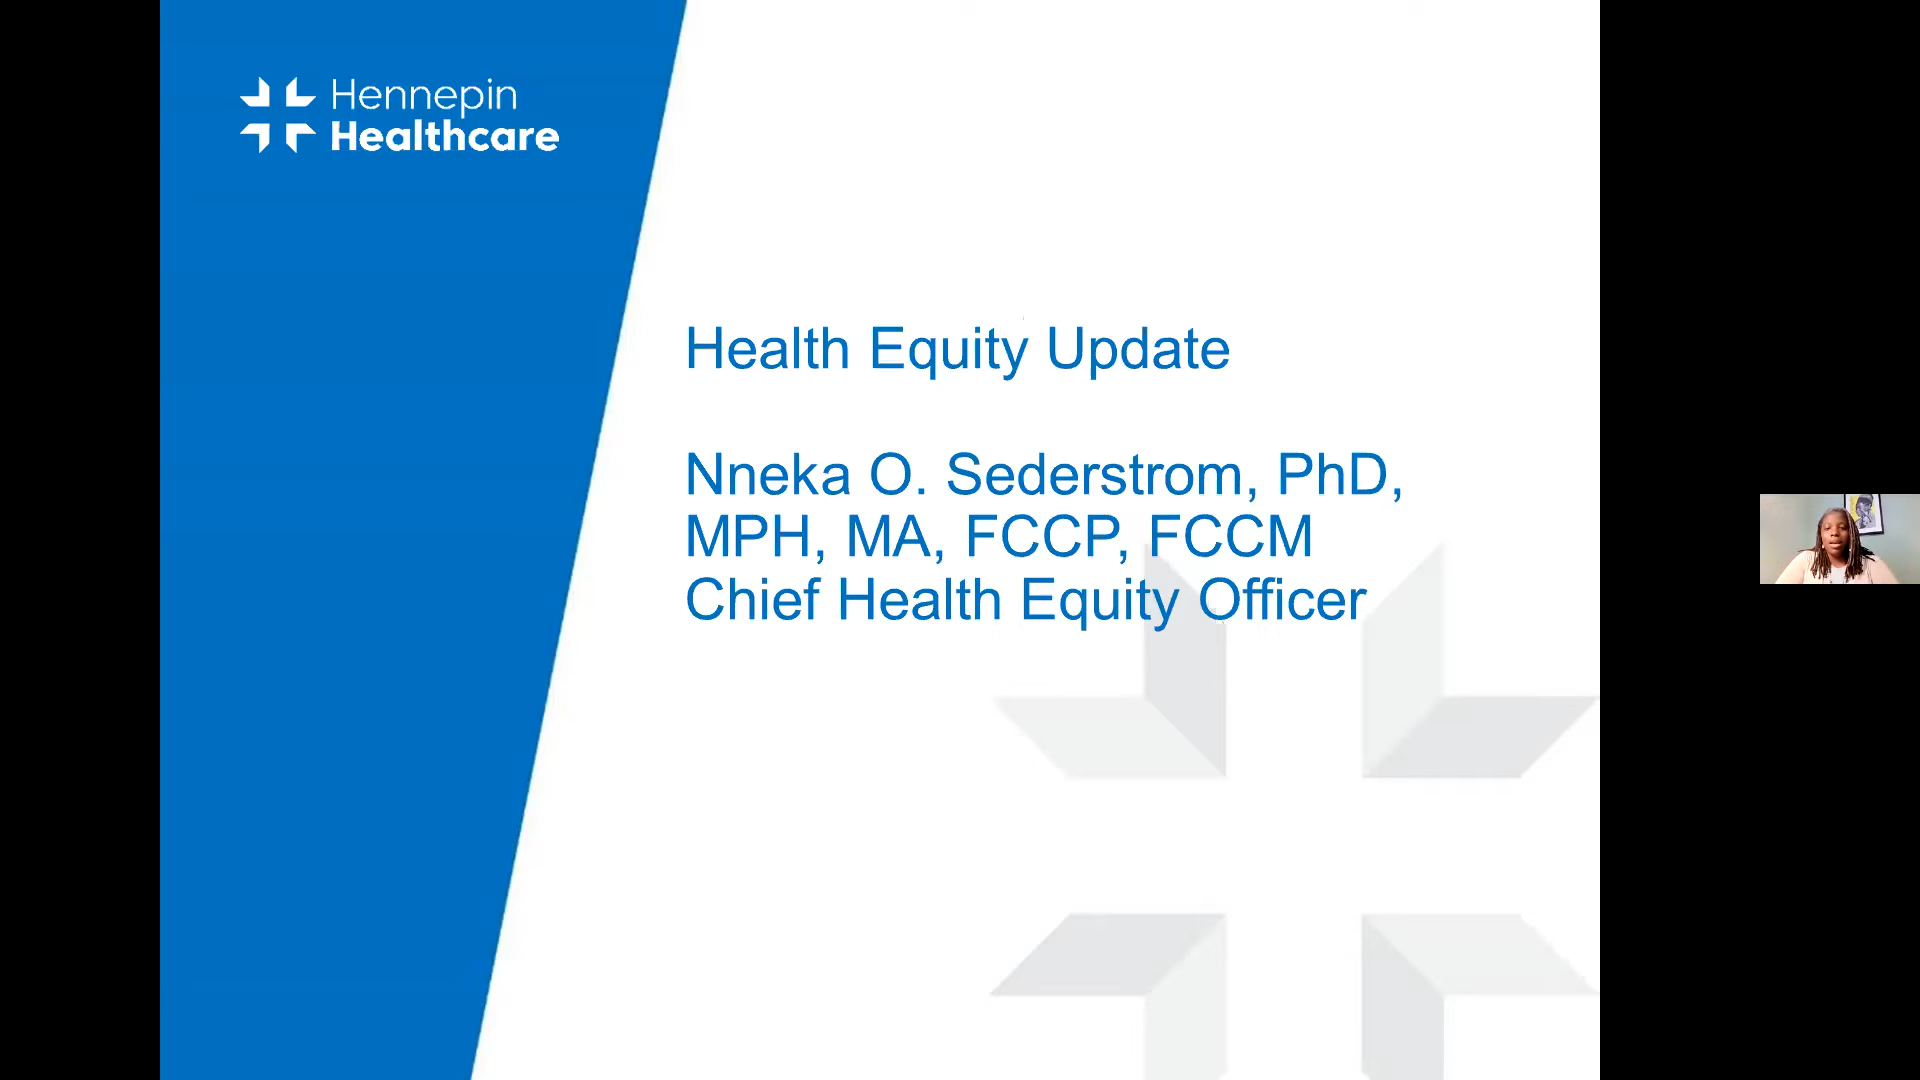 Hennepin
Healthcare
Health Equity Update
Nneka O. Sederstrom, PhD,
MPH, MA, FCCP, FCCM
Chief Health Equity Officer